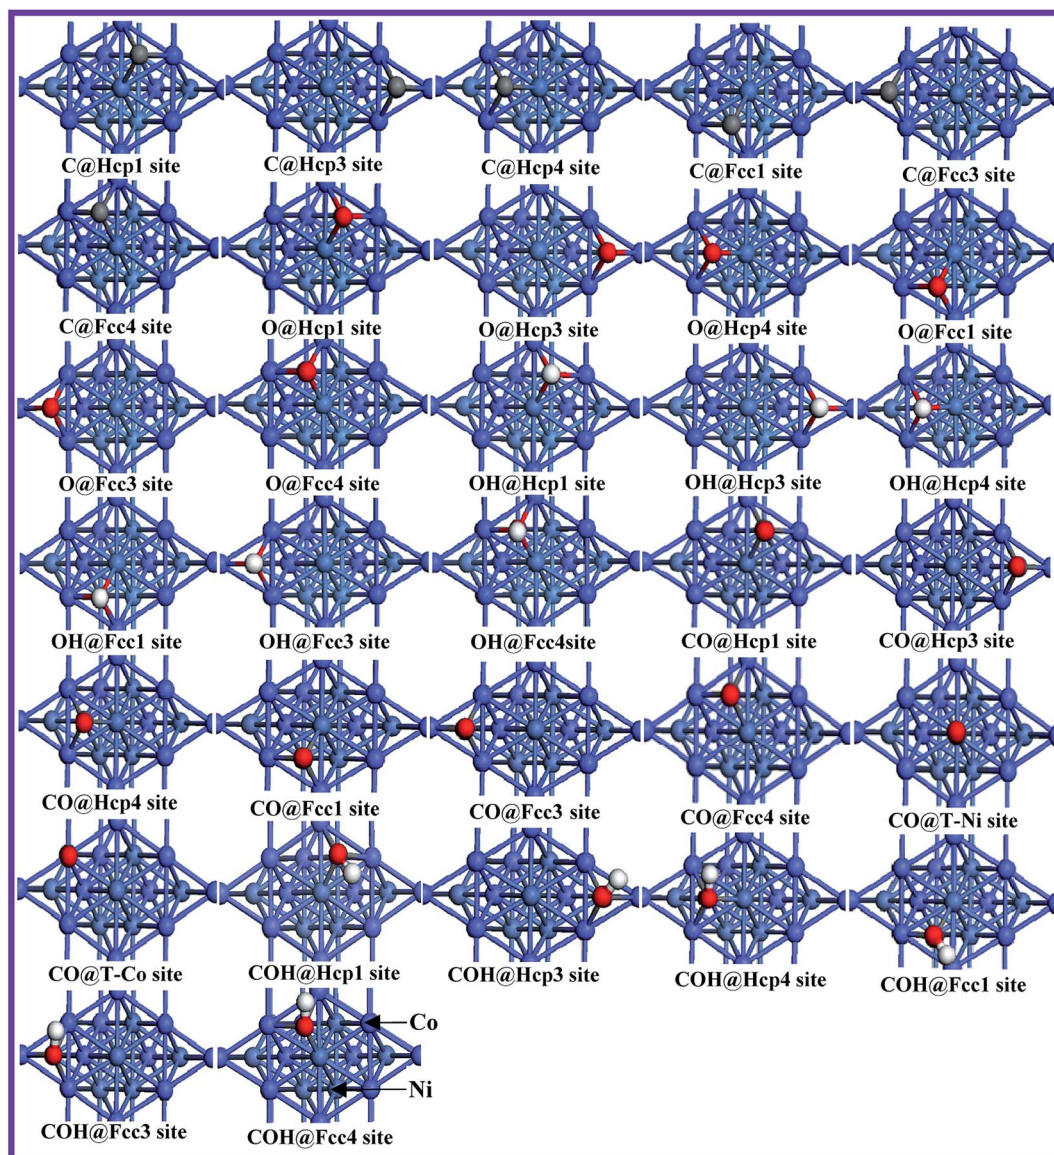 C@Hcp1 site
C@Hcp3 site
C@Hcp4 site
C@Fcc1 site
C@Fcc3 site
C@Fcc4 site
O@Hcp1 site
O@Hcp3 site
O@Hcp4 site
O@Fcc1 site
O@Fcc3 site
O@Fcc4 site
OH@Hcp1 site
OH@Hcp3 site
OH@Hcp4 site
OH@Fcc1 site
OH@Fcc3 site
OH@Fcc4site
CO@Hcp1 site
CO@Hcp3 site
CO@Hcp4 site
CO@Fcc1 site
CO@Fcc3 site
CO@Fcc4 site
CO@T-Ni site
CO@T-Co site
COH@Hcp1 site
COH@Hcp3 site
COH@Hcp4 site
COH@Fcc1 site
Co
Ni
COH@Fcc3 site
COH@Fcc4 site